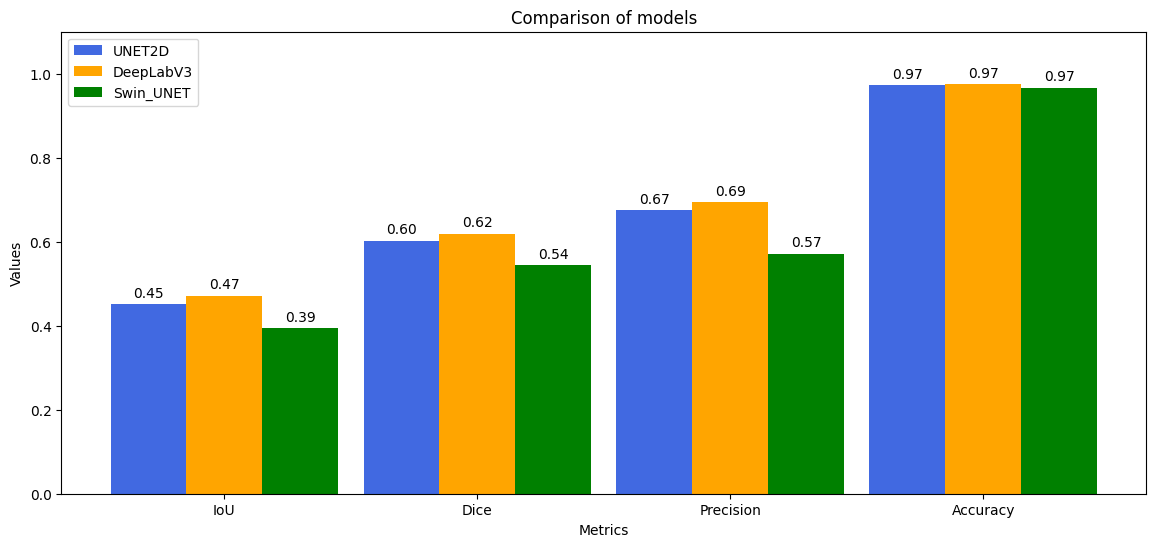 Comparison of models
UNET2D
DeepLabV3
Swin_UNET
1.0
0.8
0.6
0.4
0.2
0.0
Values
0.45
0.47
0.39
0.60
0.62
0.54
0.67
0.69
0.57
0.97
0.97
0.97
IoU
Dice
Precision
Accuracy
Metrics